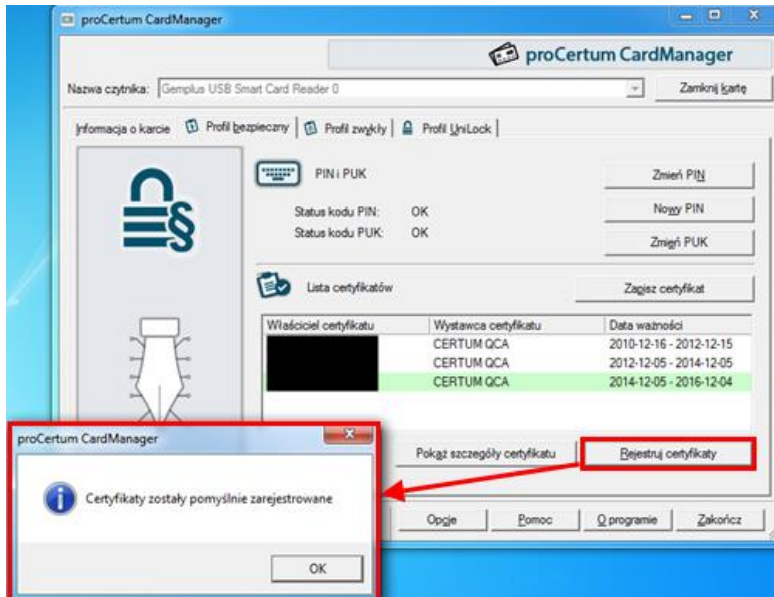 proCertum CardManager
proCertum CardManager
Nazwa czytnika: Gemplus USB Smart Card Reader 0 Zamknij kartę
Informacja o karcie Profil bezpieczny Profil zwykły Profil UniLock
PIN i PUK Zmień PIN
Status kodu PIN: OK Nowy PIN
Status kodu PUK: OK Zmień PUK
Lista certyfikatów Zapisz certyfikat
Właściciel certyfikatu Wystawca certyfikatu Data ważności
CERTUM QCA 2010-12-16 - 2012-12-15
CERTUM QCA 2012-12-05 - 2014-12-05
CERTUM QCA 2014-12-05 - 2016-12-04
Pokaż szczegóły certyfikatu Rejestruj certyfikaty
Opcje Pomoc O programie Zakończ
proCertum CardManager
Certyfikaty zostały pomyślnie zarejestrowane
OK